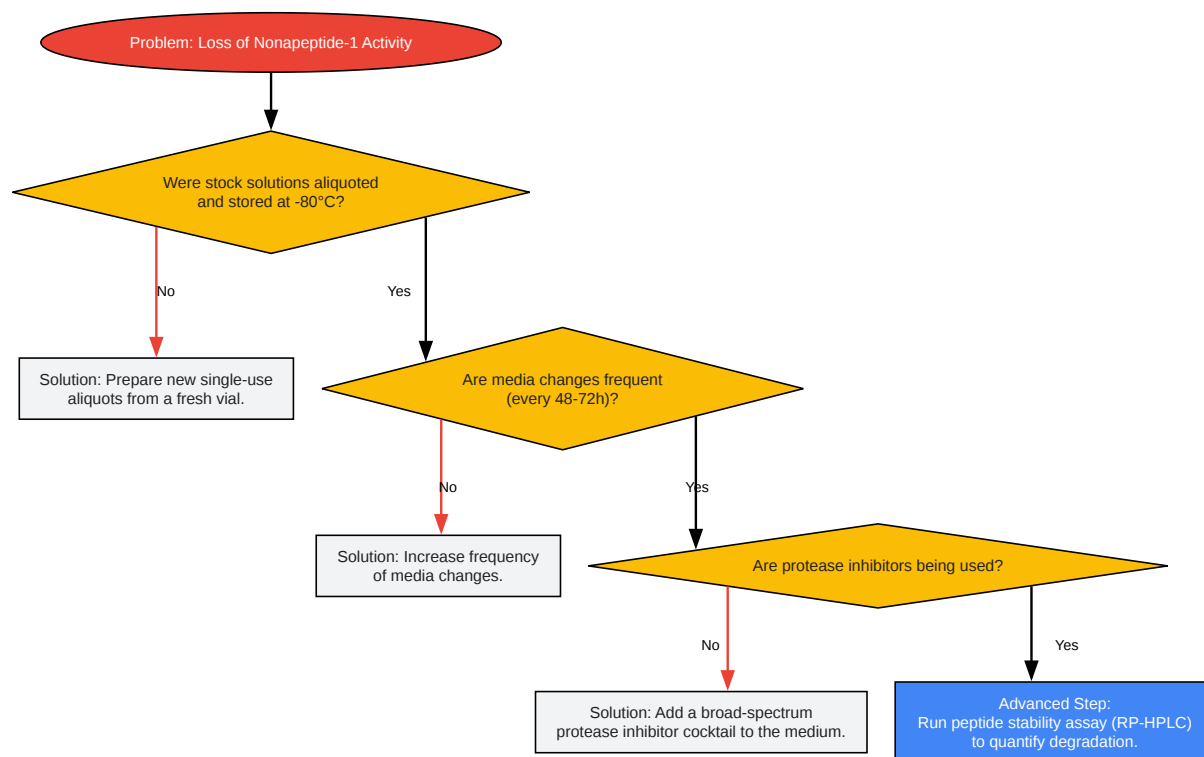 Problem: Loss of Nonapeptide-1 Activity
Were stock solutions aliquoted
and stored at -80°C?
No
Yes
Solution: Prepare new single-use
aliquots from a fresh vial.
Are media changes frequent
(every 48-72h)?
No
Yes
Solution: Increase frequency
of media changes.
Are protease inhibitors being used?
No
Yes
Solution: Add a broad-spectrum
protease inhibitor cocktail to the medium.
Advanced Step:
Run peptide stability assay (RP-HPLC)
to quantify degradation.